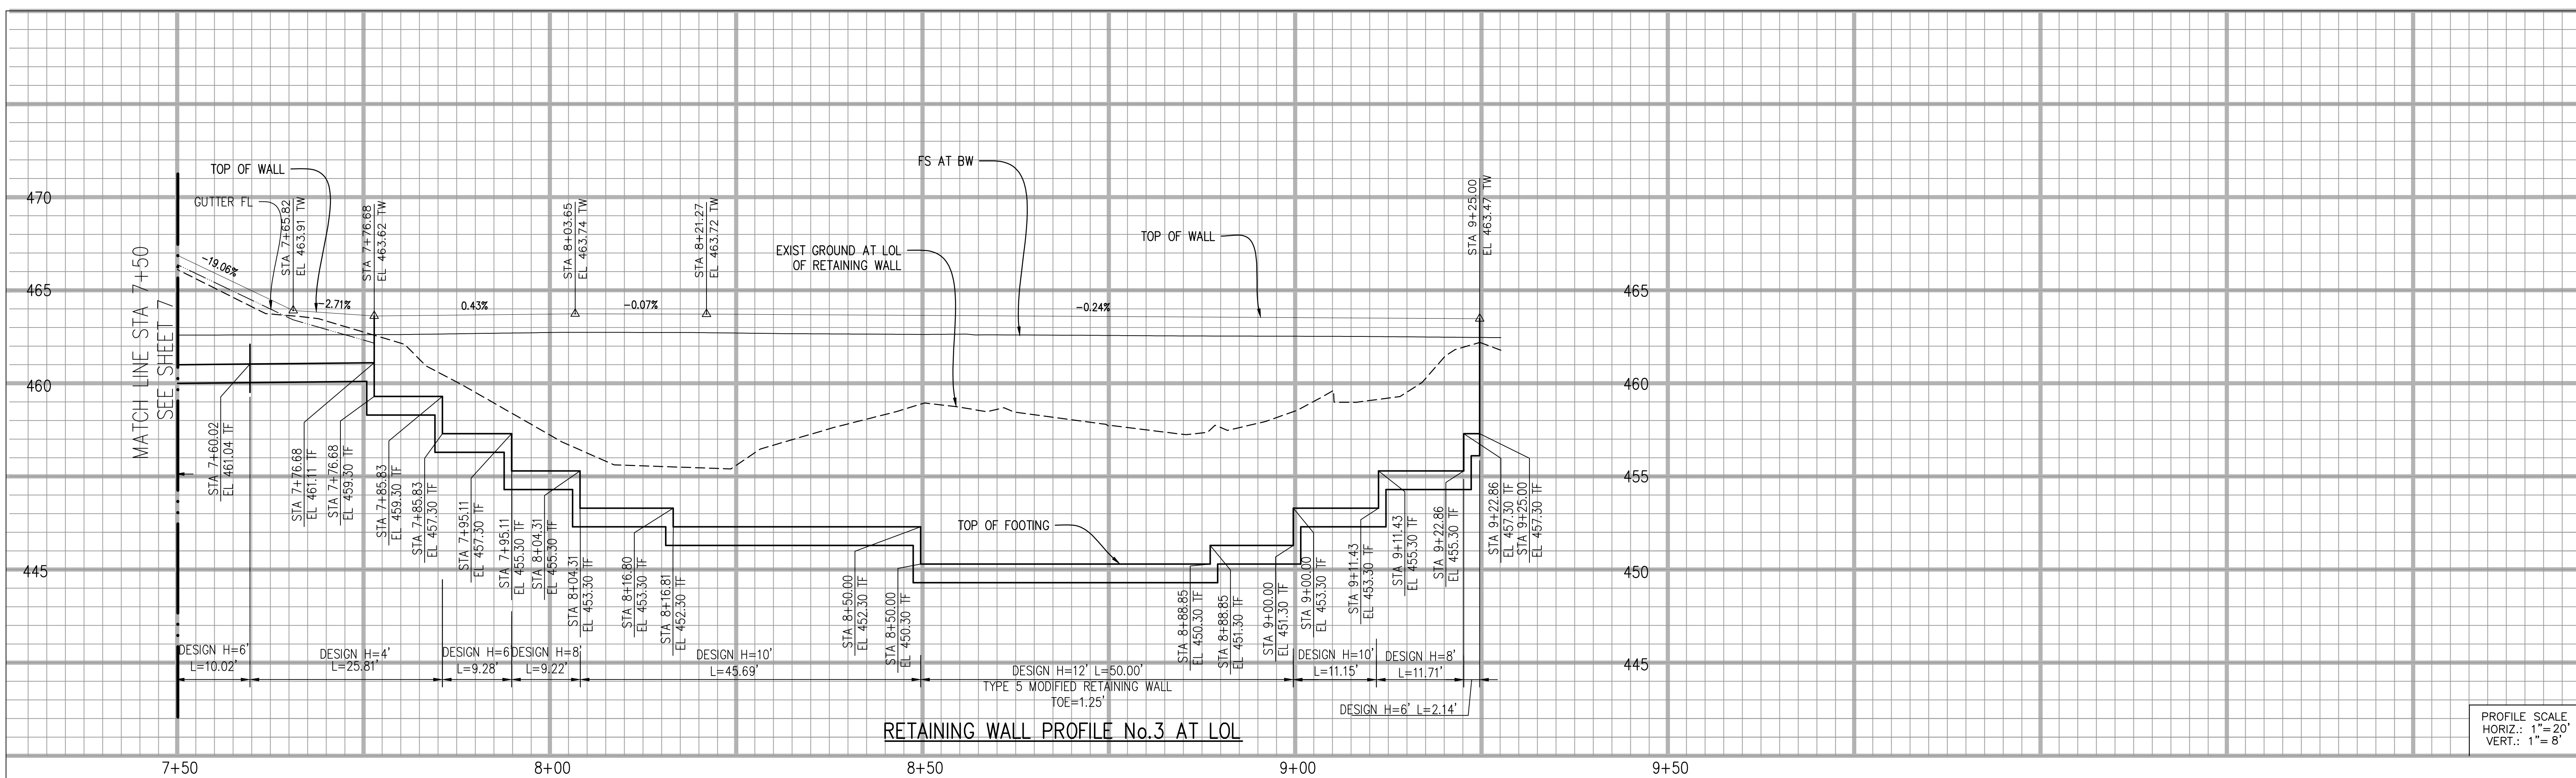 470
465
460
455
445
MATCH LINE STA 7+50
SEE SHEET 7
TOP OF WALL
GUTTER FL
STA 7+65.82
EL 463.91 TW
STA 7+76.68
EL 463.62 TW
STA 8+03.65
EL 463.74 TW
STA 8+21.27
EL 463.72 TW
FS AT BW
EXIST GROUND AT LOL
OF RETAINING WALL
TOP OF WALL
STA 9+25.00
EL 463.47 TW
-19.06%
-2.71%
0.43%
-0.07%
-0.24%
465
460
455
450
445
STA 7+60.02
EL 461.04 TF
STA 7+76.68
EL 461.11 TF
STA 7+76.68
EL 459.30 TF
STA 7+85.83
EL 459.30 TF
STA 7+85.83
EL 457.30 TF
STA 7+95.11
EL 457.30 TF
STA 7+95.11
EL 455.30 TF
STA 8+04.31
EL 455.30 TF
STA 8+04.31
EL 453.30 TF
STA 8+16.80
EL 453.30 TF
STA 8+16.81
EL 452.30 TF
STA 8+50.00
EL 452.30 TF
STA 8+50.00
EL 450.30 TF
TOP OF FOOTING
STA 8+88.85
EL 450.30 TF
STA 8+88.85
EL 451.30 TF
STA 9+00.00
EL 451.30 TF
STA 9+00.00
EL 453.30 TF
STA 9+11.43
EL 453.30 TF
STA 9+11.43
EL 455.30 TF
STA 9+22.86
EL 455.30 TF
STA 9+22.86
EL 457.30 TF
STA 9+25.00
EL 457.30 TF
DESIGN H=6'
L=10.02'
DESIGN H=4'
L=25.81'
DESIGN H=6'
L=9.28'
DESIGN H=8'
L=9.22'
DESIGN H=10'
L=45.69'
DESIGN H=12' L=50.00'
TYPE 5 MODIFIED RETAINING WALL
TOE=1.25'
DESIGN H=10'
L=11.15'
DESIGN H=8'
L=11.71'
DESIGN H=6' L=2.14'
RETAINING WALL PROFILE No.3 AT LOL
PROFILE SCALE
HORIZ.: 1"=20'
VERT.: 1"= 8'
7+50
8+00
8+50
9+00
9+50